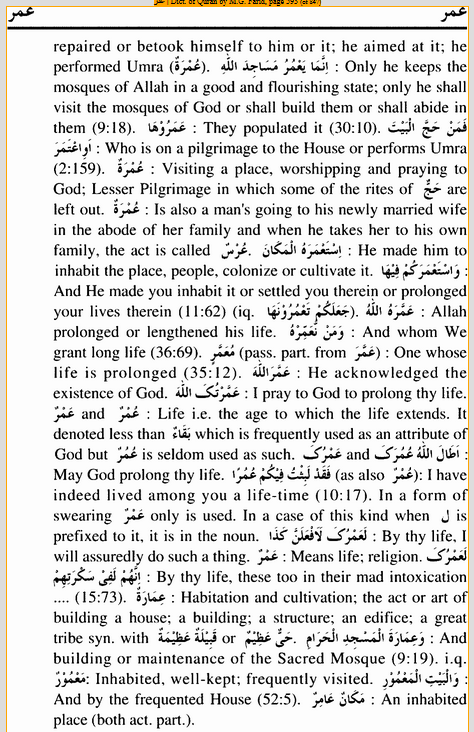 عمر | Dict. of Quran by M.G. Farid, page 595 (of 847)
عمر عمر
repaired or betook himself to him or it; he aimed at it; he
performed Umra (عُمْرَةٌ). اِنَّمَا يَعْمُرُ مَسَاجِدَ اللّٰهِ : Only he keeps the
mosques of Allah in a good and flourishing state; only he shall
visit the mosques of God or shall build them or shall abide in
them (9:18). عَمَرُوْهَا : They populated it (30:10). فَمَنْ حَجَّ الْبَيْتَ
اَوِاعْتَمَرَ : Who is on a pilgrimage to the House or performs Umra
(2:159). عُمْرَةٌ : Visiting a place, worshipping and praying to
God; Lesser Pilgrimage in which some of the rites of حَجٌّ are
left out. عُمْرَةٌ : Is also a man's going to his newly married wife
in the abode of her family and when he takes her to his own
family, the act is called عُرْسٌ. اِسْتَعْمَرَهُ الْمَكَانَ : He made him to
inhabit the place, people, colonize or cultivate it. وَاسْتَعْمَرَكُمْ فِيْهَا :
And He made you inhabit it or settled you therein or prolonged
your lives therein (11:62) (iq. جَعَلَكُمْ تَعْمُرُوْنَهَا). عَمَّرَهُ اللّٰهُ : Allah
prolonged or lengthened his life. وَمَنْ نُّعَمِّرْهُ : And whom We
grant long life (36:69). مُعَمَّرٍ (pass. part. from عَمَّرَ) : One whose
life is prolonged (35:12). عَمَّرَاللّٰهَ : He acknowledged the
existence of God. عَمَّرْتُكَ اللّٰهَ : I pray to God to prolong thy life.
عَمْرٌ and عُمْرٌ : Life i.e. the age to which the life extends. It
denoted less than بَقَاءٌ which is frequently used as an attribute of
God but عُمْرٌ is seldom used as such. عَمْرُكَ and اَطَالَ اللّٰهُ عُمُرَكَ :
May God prolong thy life. فَقَدْ لَبِثْتُ فِيْكُمْ عُمُرًا (as also عُمْرٌ): I have
indeed lived among you a life-time (10:17). In a form of
swearing عَمْرٌ only is used. In a case of this kind when ل is
prefixed to it, it is in the noun. لَعَمْرُكَ لَاَفْعَلَنَّ كَذَا : By thy life, I
will assuredly do such a thing. عَمْرٌ : Means life; religion. لَعَمْرُكَ
اِنَّهُمْ لَفِيْ سَكْرَتِهِمْ : By thy life, these too in their mad intoxication
.... (15:73). عِمَارَةٌ : Habitation and cultivation; the act or art of
building a house; a building; a structure; an edifice; a great
tribe syn. with قَبِيْلَةٌ عَظِيْمَةٌ or حَيٌّ عَظِيْمٌ. وَعِمَارَةَ الْمَسْجِدِ الْحَرَامِ : And
building or maintenance of the Sacred Mosque (9:19). i.q.
مَعْمُوْرٌ: Inhabited, well-kept; frequently visited. وَالْبَيْتِ الْمَعْمُوْرِ :
And by the frequented House (52:5). مَكَانٌ عَامِرٌ : An inhabited
place (both act. part.).